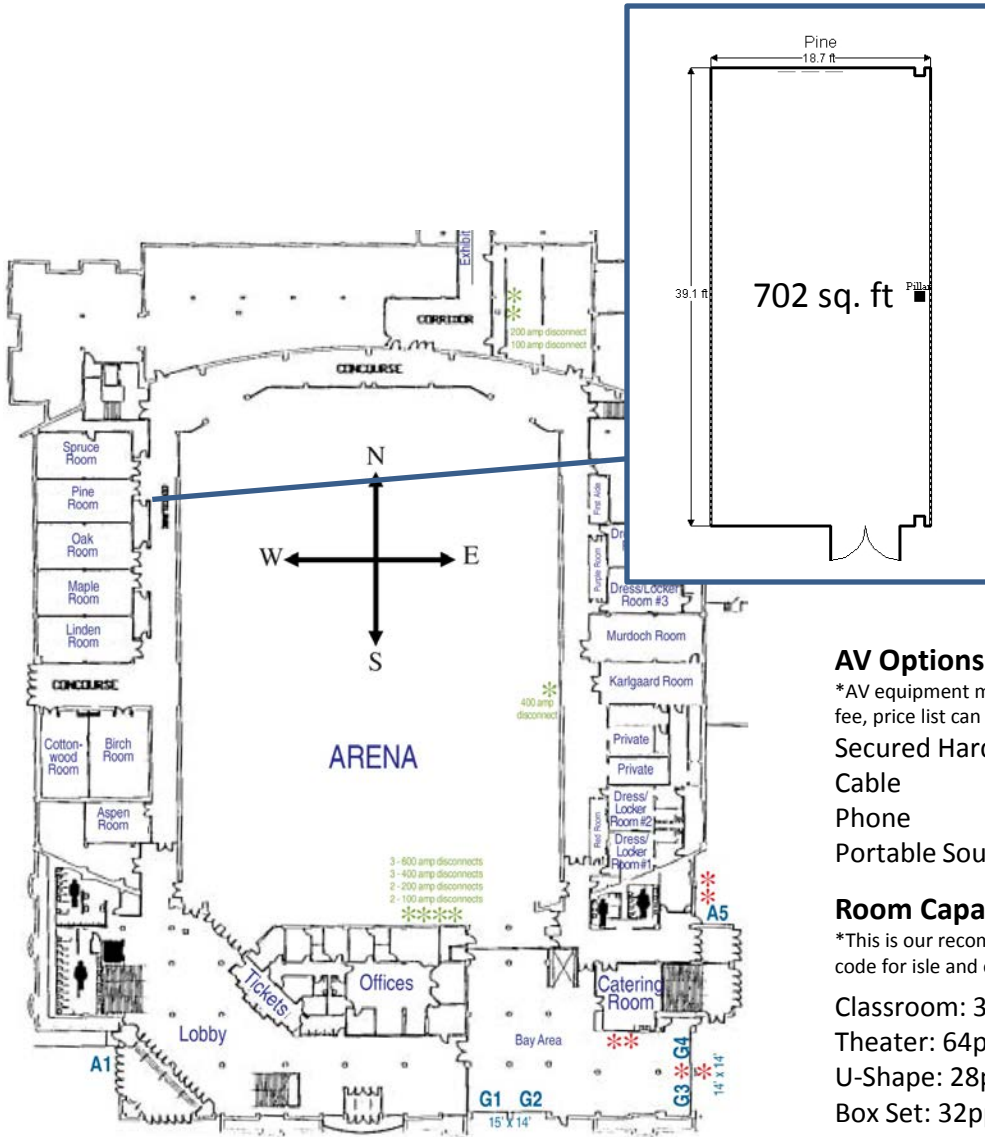 Pine
18.7 ft
39.1 ft
702 sq. ft
Pillar
Exhibit
CORRIDOR
200 amp disconnect
100 amp disconnect
CONCOURSE
Spruce
Room
Pine
Room
Oak
Room
Maple
Room
Linden
Room
CONCOURSE
N
W
E
S
First Aide
Purple Room
Dress/Locker
Room #3
Murdoch Room
Karlgaard Room
400 amp
disconnect
Private
Private
Dress/
Locker
Room #2
Dress/
Locker
Room #1
Red Room
CONCOURSE
Cotton-
wood
Room
Birch
Room
Aspen
Room
ARENA
3 - 600 amp disconnects
3 - 400 amp disconnects
2 - 200 amp disconnects
2 - 100 amp disconnects
A5
Tickets
Offices
Catering
Room
Lobby
Bay Area
A1
G1 G2
15' x 14'
G3 G4
14' x 14'
AV Options
*AV equipment m
fee, price list can
Secured Hard
Cable
Phone
Portable Sou
Room Capa
*This is our recon
code for isle and
Classroom: 3
Theater: 64p
U-Shape: 28p
Box Set: 32p